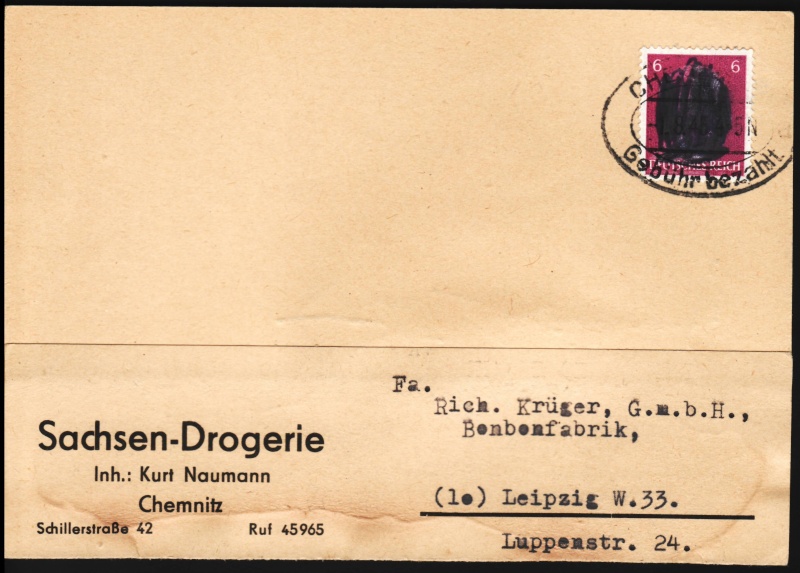 6 6
DEUTSCHES REICH
Gebühr bezahlt
Fa.
Rich. Krüger, G.m.b.H.,
Bonbonfabrik,
(10) Leipzig W.33.
Luppenstr. 24.
Sachsen-Drogerie
Inh.: Kurt Naumann
Chemnitz
Schillerstraße 42 Ruf 45965